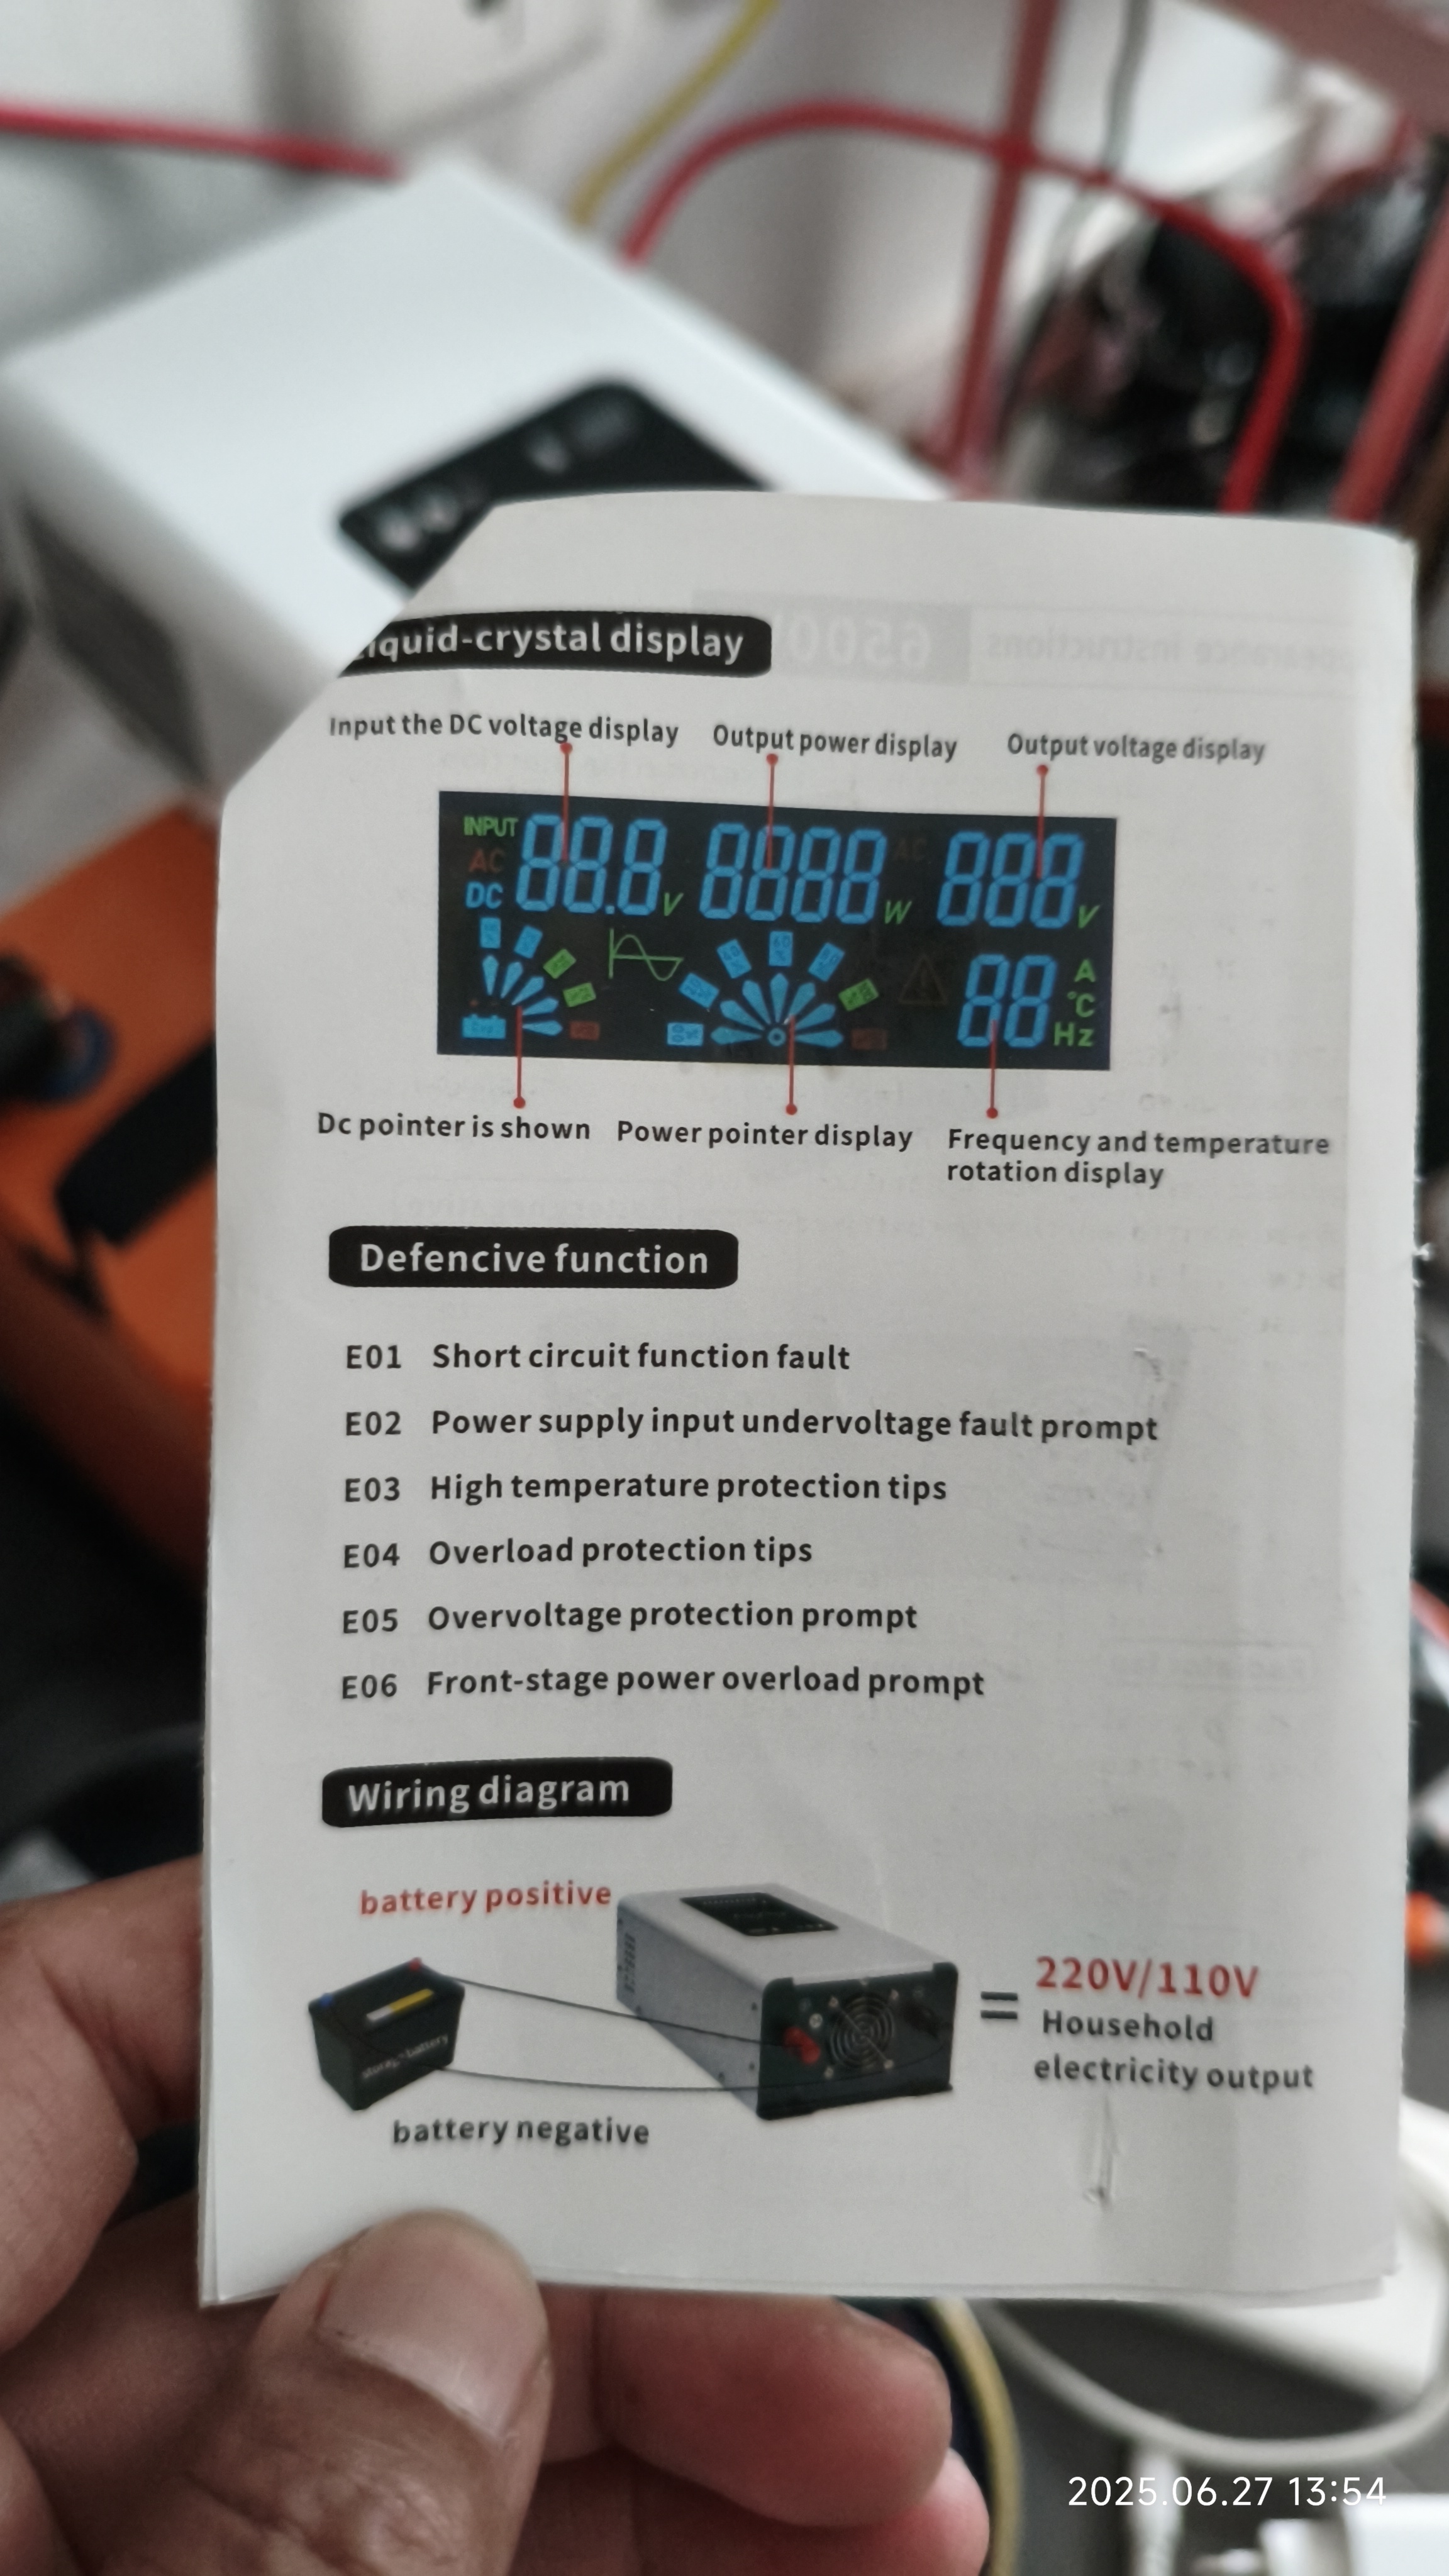 iquid-crystal display
Input the DC voltage display
Output power display
Output voltage display
INPUT
AC
DC
88.8 V
8888 W
AC
888 V
88
A
°C
Hz
Dc pointer is shown
Power pointer display
Frequency and temperature
rotation display
Defencive function
E01 Short circuit function fault
E02 Power supply input undervoltage fault prompt
E03 High temperature protection tips
E04 Overload protection tips
E05 Overvoltage protection prompt
E06 Front-stage power overload prompt
Wiring diagram
battery positive
storage battery
battery negative
=
220V/110V
Household
electricity output
2025.06.27 13:54